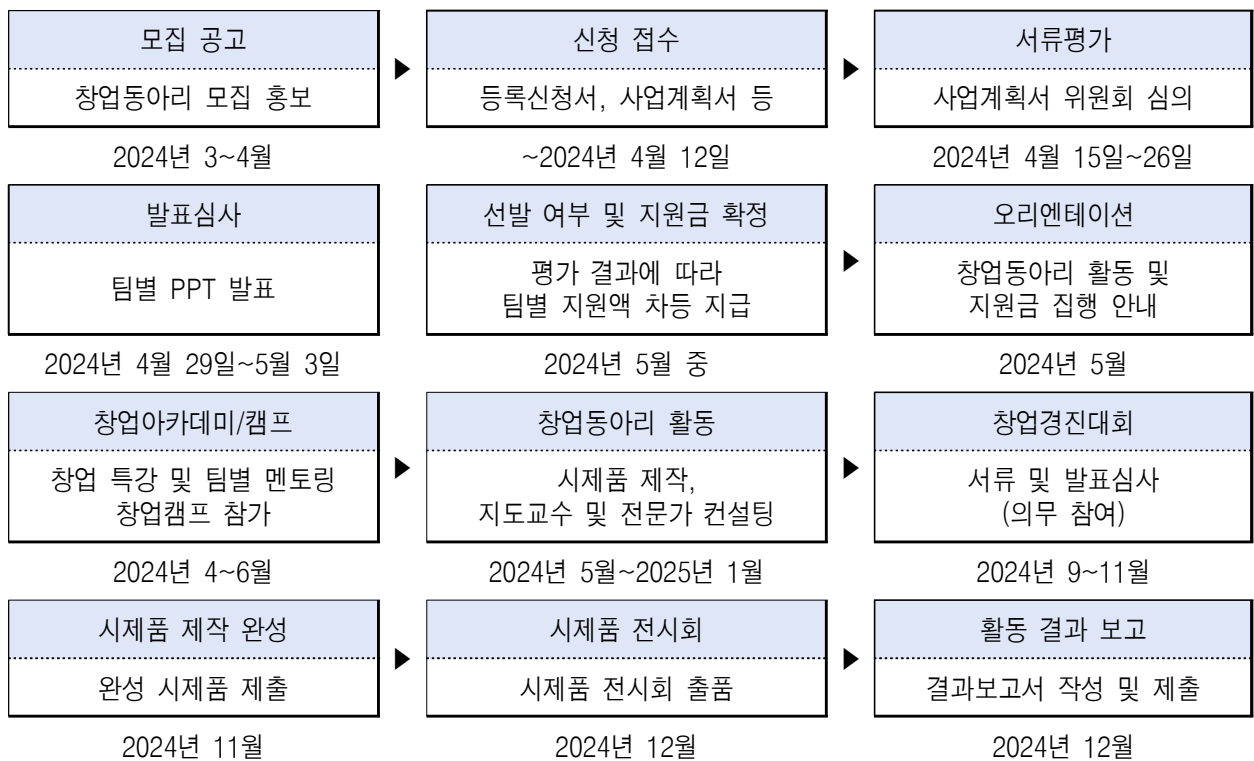 모집 공고
창업동아리 모집 홍보
2024년 3~4월
▶
신청 접수
등록신청서, 사업계획서 등
~2024년 4월 12일
▶
서류평가
사업계획서 위원회 심의
2024년 4월 15일~26일
발표심사
팀별 PPT 발표
2024년 4월 29일~5월 3일
선발 여부 및 지원금 확정
평가 결과에 따라
팀별 지원액 차등 지급
2024년 5월 중
▶
오리엔테이션
창업동아리 활동 및
지원금 집행 안내
2024년 5월
창업아카데미/캠프
창업 특강 및 팀별 멘토링
창업캠프 참가
2024년 4~6월
▶
창업동아리 활동
시제품 제작,
지도교수 및 전문가 컨설팅
2024년 5월~2025년 1월
▶
창업경진대회
서류 및 발표심사
(의무 참여)
2024년 9~11월
시제품 제작 완성
완성 시제품 제출
2024년 11월
▶
시제품 전시회
시제품 전시회 출품
2024년 12월
▶
활동 결과 보고
결과보고서 작성 및 제출
2024년 12월